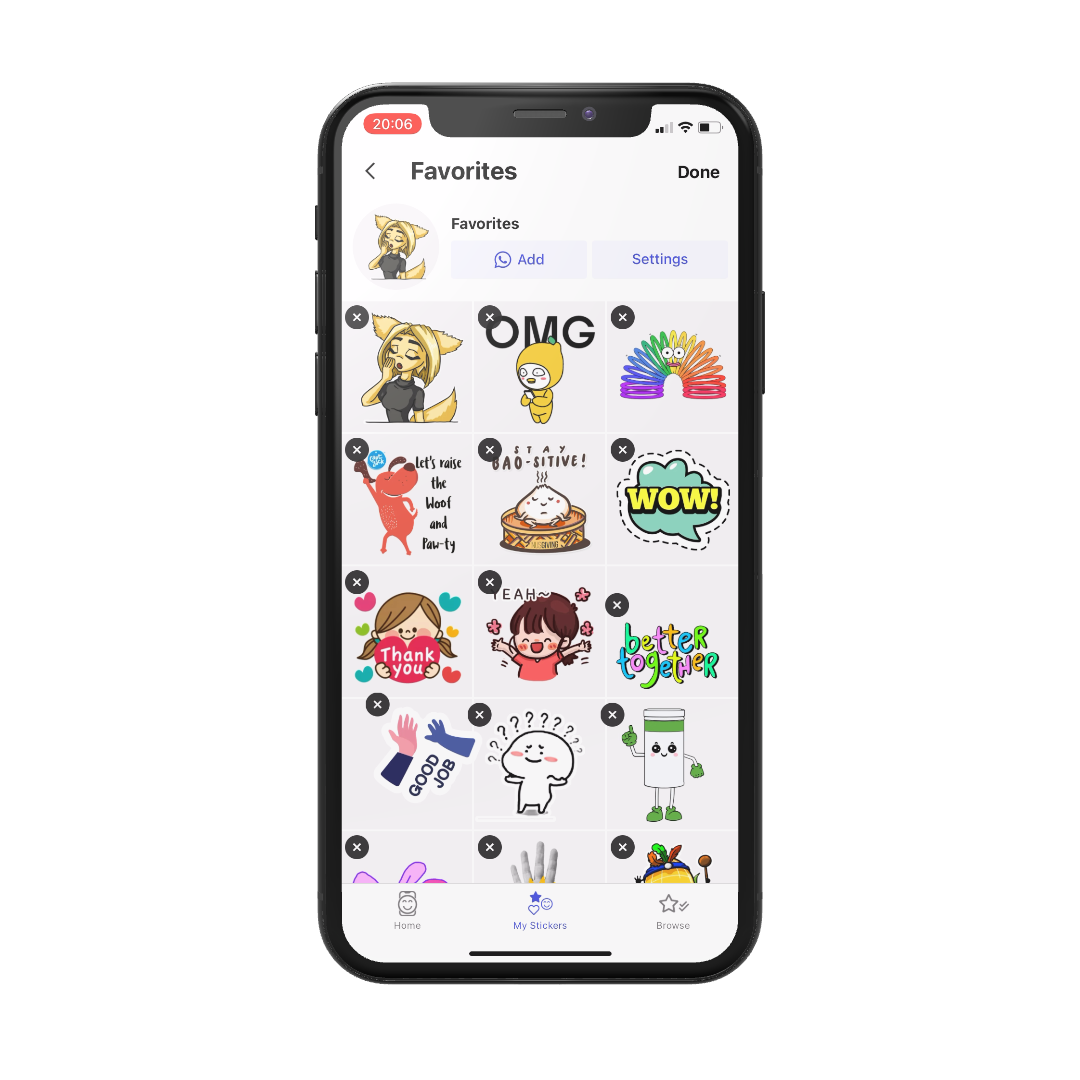 20:06
Favorites
Done
Favorites
Add
Settings
OMG
Let's raise
the
Woof
and
Paw-ty
STAY
BAO-SITIVE!
WOW!
Thank
you
YEAH~
better
together
GOOD
JOB
? ? ? ? ? ? ? ? ? ?
Home
My Stickers
Browse